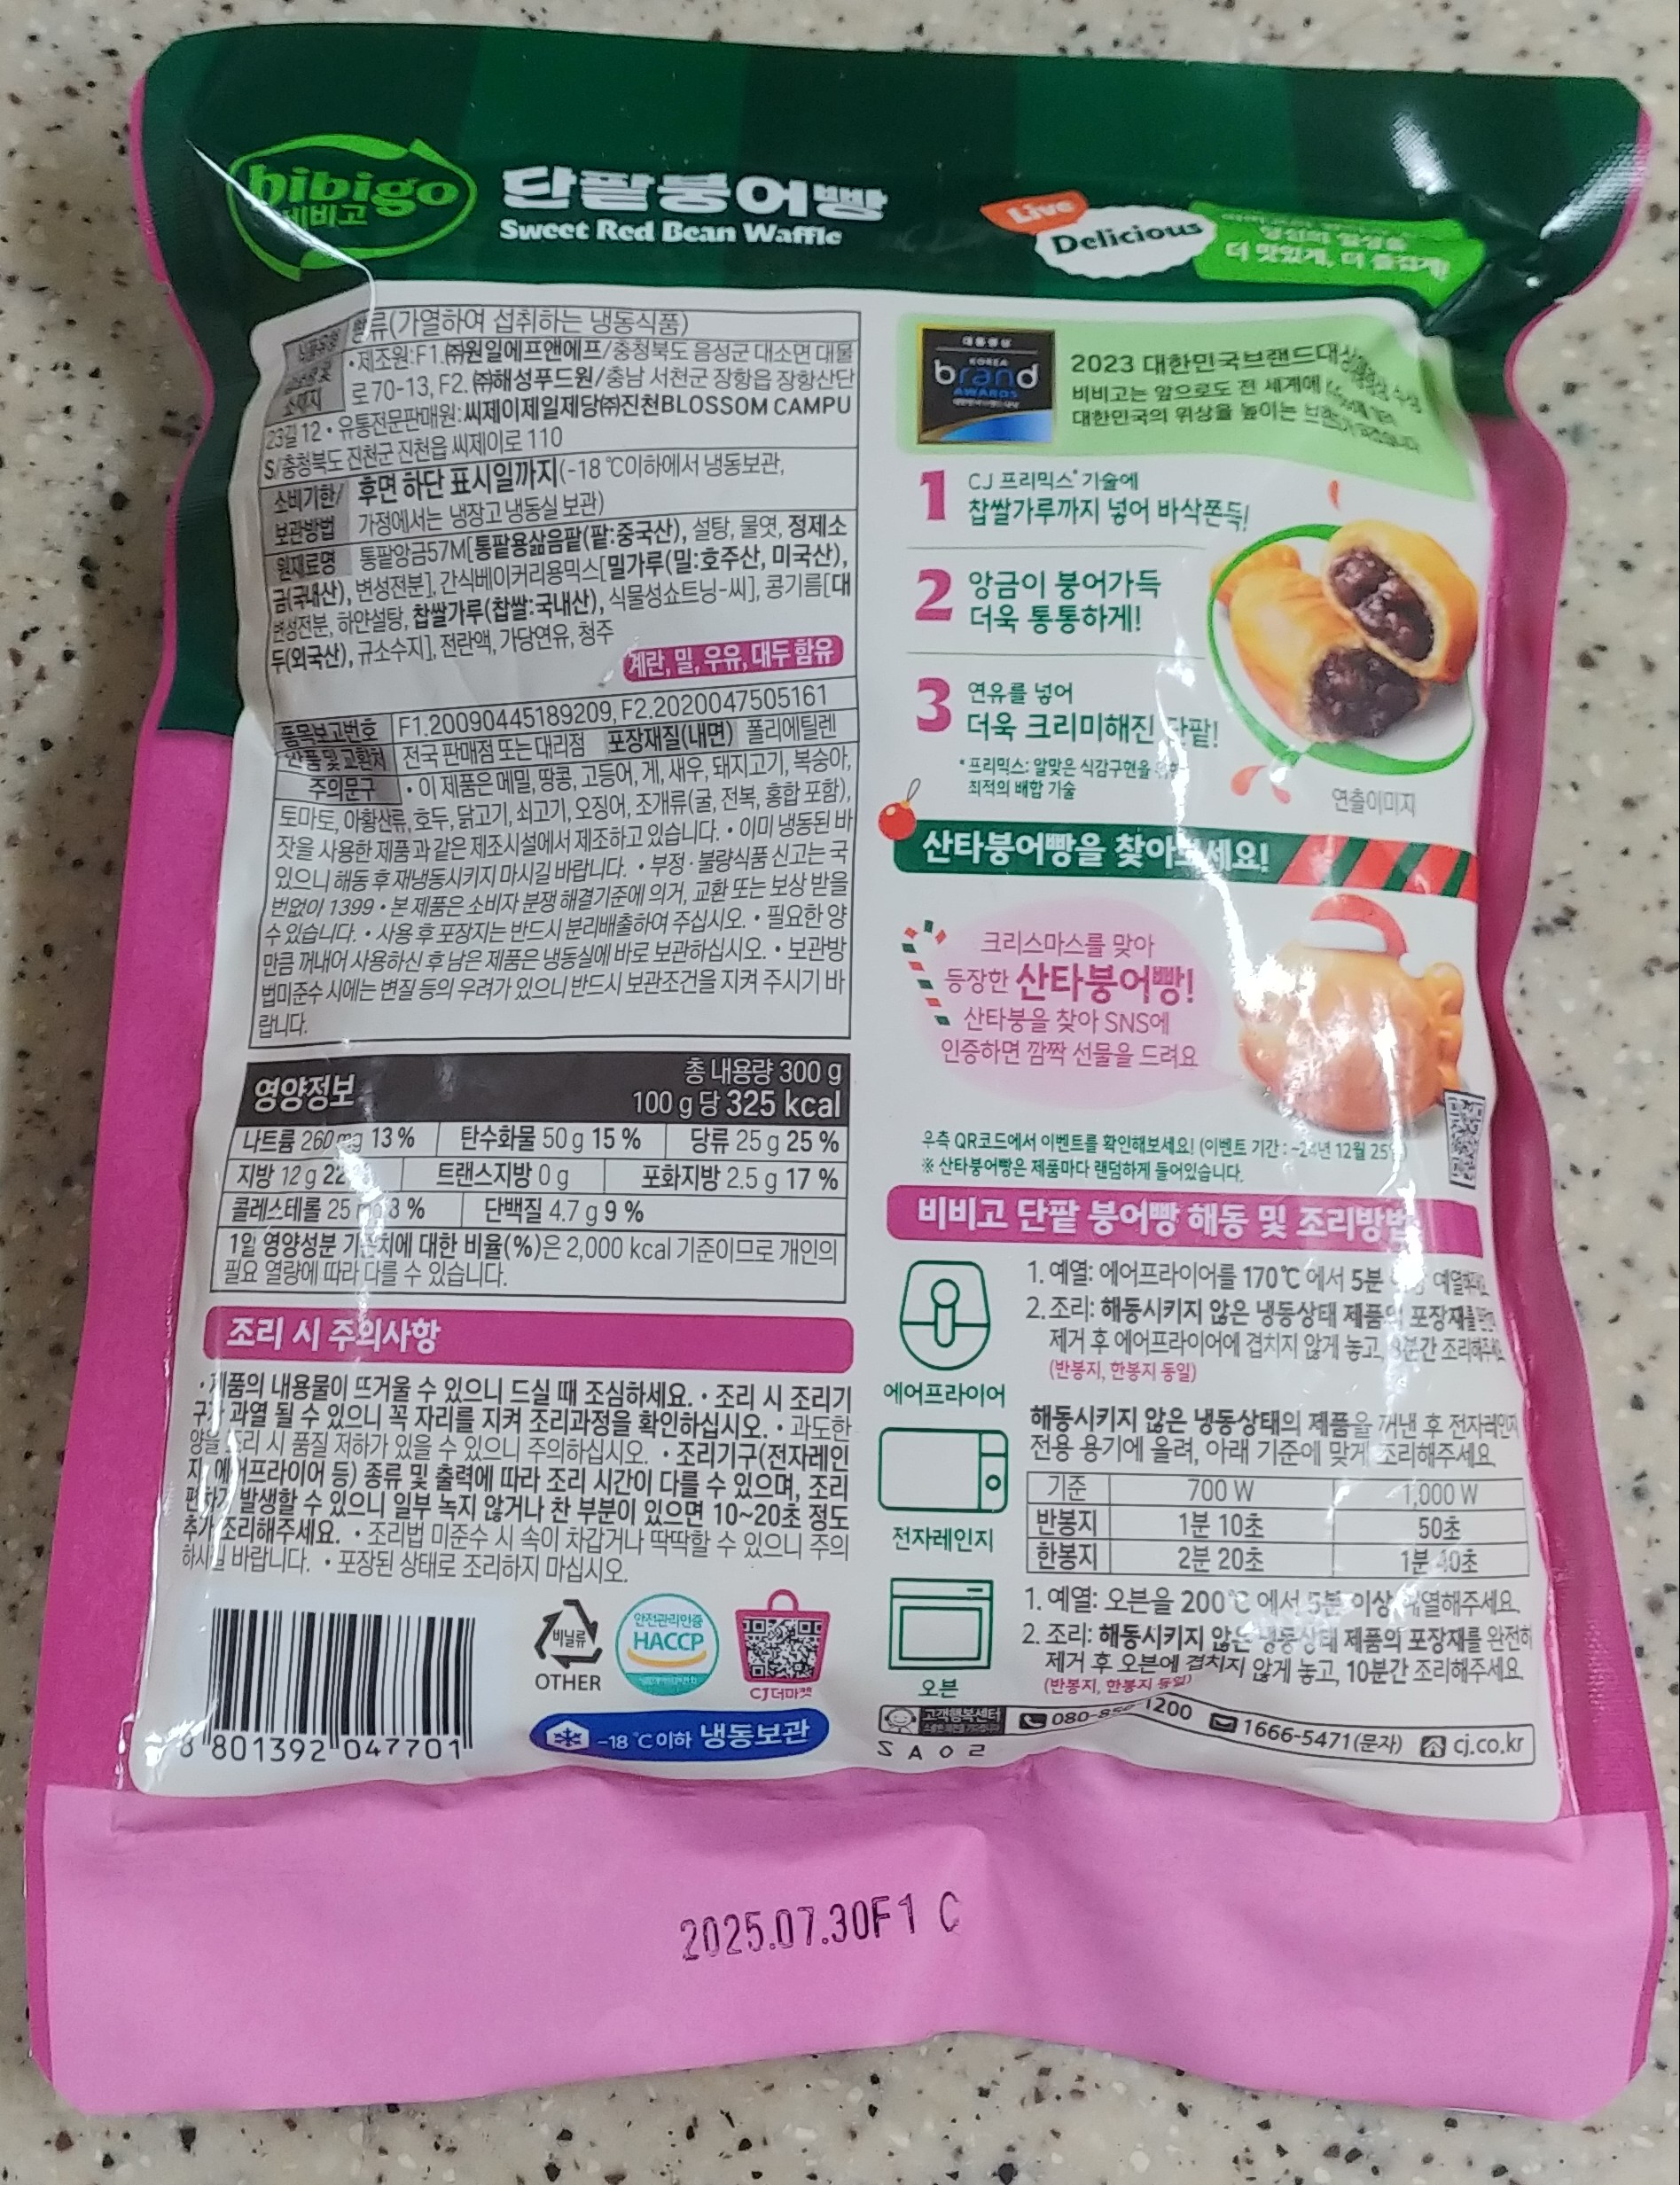 bibigo
비비고
단팥붕어빵
Sweet Red Bean Waffle
Live
Delicious
더 맛있게, 더 즐겁게!
식품유형 빵류(가열하여 섭취하는 냉동식품)
소재지 •제조원:F1.㈜원일에프앤에프/충청북도 음성군 대소면 대물
로 70-13, F2.㈜해성푸드원/충남 서천군 장항읍 장항산단
23길 12 • 유통전문판매원:씨제이제일제당㈜진천BLOSSOM CAMPU
S/충청북도 진천군 진천읍 씨제이로 110
소비기한/ 후면 하단 표시일까지(-18 ℃이하에서 냉동보관,
보관방법 가정에서는 냉장고 냉동실 보관)
원재료명 통팥앙금57M[통팥용삶음팥(팥:중국산), 설탕, 물엿, 정제소
금(국내산), 변성전분], 간식베이커리용믹스[밀가루(밀:호주산, 미국산),
변성전분, 하얀설탕, 찹쌀가루(찹쌀:국내산), 식물성쇼트닝-씨], 콩기름[대
두(외국산), 규소수지], 전란액, 가당연유, 청주
계란, 밀, 우유, 대두 함유
품목보고번호 F1.20090445189209, F2.2020047505161
반품 및 교환처 전국 판매점 또는 대리점 포장재질(내면) 폴리에틸렌
주의문구 • 이 제품은 메밀, 땅콩, 고등어, 게, 새우, 돼지고기, 복숭아,
토마토, 아황산류, 호두, 닭고기, 쇠고기, 오징어, 조개류(굴, 전복, 홍합 포함),
잣을 사용한 제품과 같은 제조시설에서 제조하고 있습니다. • 이미 냉동된 바
있으니 해동 후 재냉동시키지 마시길 바랍니다. • 부정·불량식품 신고는 국
번없이 1399 • 본 제품은 소비자 분쟁 해결기준에 의거, 교환 또는 보상 받을
수 있습니다. • 사용 후 포장지는 반드시 분리배출하여 주십시오. • 필요한 양
만큼 꺼내어 사용하신 후 남은 제품은 냉동실에 바로 보관하십시오. • 보관방
법미준수 시에는 변질 등의 우려가 있으니 반드시 보관조건을 지켜 주시기 바
랍니다.
영양정보
총 내용량 300 g
100 g 당 325 kcal
나트륨 260 mg 13 % 탄수화물 50 g 15 % 당류 25 g 25 %
지방 12 g 트랜스지방 0 g 포화지방 2.5 g 17 %
콜레스테롤 25 mg 8 % 단백질 4.7 g 9 %
1일 영양성분 기준치에 대한 비율(%)은 2,000 kcal 기준이므로 개인의
필요 열량에 따라 다를 수 있습니다.
조리 시 주의사항
• 제품의 내용물이 뜨거울 수 있으니 드실 때 조심하세요. • 조리 시 조리기
구가 과열 될 수 있으니 꼭 자리를 지켜 조리과정을 확인하십시오. • 과도한
양을 조리 시 품질 저하가 있을 수 있으니 주의하십시오. • 조리기구(전자레인
지, 에어프라이어 등) 종류 및 출력에 따라 조리 시간이 다를 수 있으며, 조리
편차가 발생할 수 있으니 일부 녹지 않거나 찬 부분이 있으면 10~20초 정도
추가 조리해주세요. • 조리법 미준수 시 속이 차갑거나 딱딱할 수 있으니 주의
하시길 바랍니다. • 포장된 상태로 조리하지 마십시오.
8 801392 047701
비닐류
OTHER
안전관리인증
HACCP
CJ더마켓
-18 ℃이하 냉동보관
KOREA
brand
AWARDS
2023 대한민국브랜드대상
비비고는 앞으로도 전 세계에
대한민국의 위상을 높이는
1 CJ 프리믹스* 기술에
찹쌀가루까지 넣어 바삭쫀득!
2 앙금이 붕어가득
더욱 통통하게!
3 연유를 넣어
더욱 크리미해진 단팥!
* 프리믹스: 알맞은 식감구현을 위한
최적의 배합 기술
연출이미지
산타붕어빵을 찾아보세요!
크리스마스를 맞아
등장한 산타붕어빵!
산타붕을 찾아 SNS에
인증하면 깜짝 선물을 드려요
우측 QR코드에서 이벤트를 확인해보세요! (이벤트 기간 : ~24년 12월 25일)
※ 산타붕어빵은 제품마다 랜덤하게 들어있습니다.
비비고 단팥 붕어빵 해동 및 조리방법
에어프라이어
1. 예열: 에어프라이어를 170℃ 에서 5분
2. 조리: 해동시키지 않은 냉동상태 제품의 포장재를
제거 후 에어프라이어에 겹치지 않게 놓고, 8분간 조리해주세요
(반봉지, 한봉지 동일)
전자레인지
해동시키지 않은 냉동상태의 제품을 꺼낸 후 전자레인지
전용 용기에 올려, 아래 기준에 맞게 조리해주세요.
기준 700 W 1,000 W
반봉지 1분 10초 50초
한봉지 2분 20초 1분 40초
오븐
1. 예열: 오븐을 200℃ 에서 5분 이상 예열해주세요.
2. 조리: 해동시키지 않은 냉동상태 제품의 포장재를 완전히
제거 후 오븐에 겹치지 않게 놓고, 10분간 조리해주세요.
(반봉지, 한봉지 동일)
고객행복센터 1666-5471(문자) cj.co.kr
SA02
2025.07.30F1 C